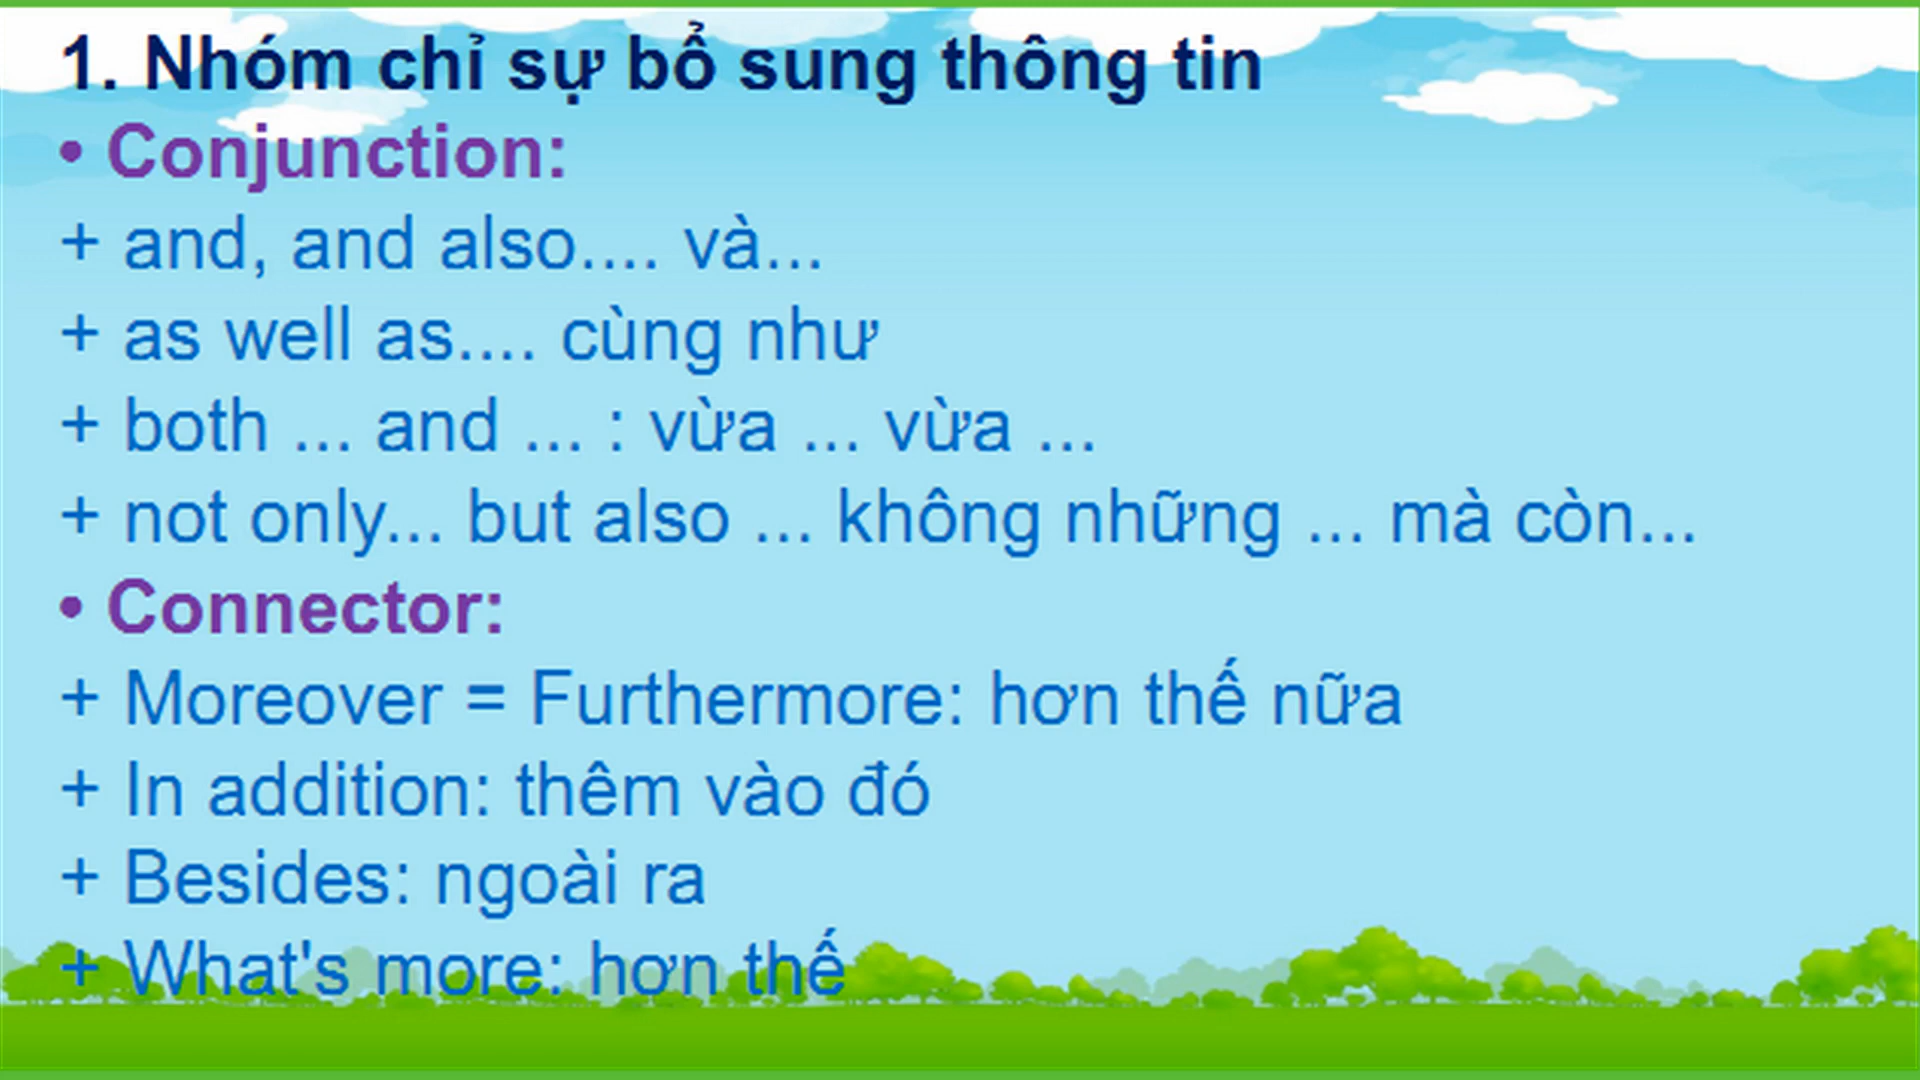 1. Nhóm chỉ sự bổ sung thông tin
• Conjunction:
+ and, and also.... và...
+ as well as.... cùng như
+ both ... and ... : vừa ... vừa ...
+ not only... but also ... không những ... mà còn...
• Connector:
+ Moreover = Furthermore: hơn thế nữa
+ In addition: thêm vào đó
+ Besides: ngoài ra
+ What's more: hơn thế